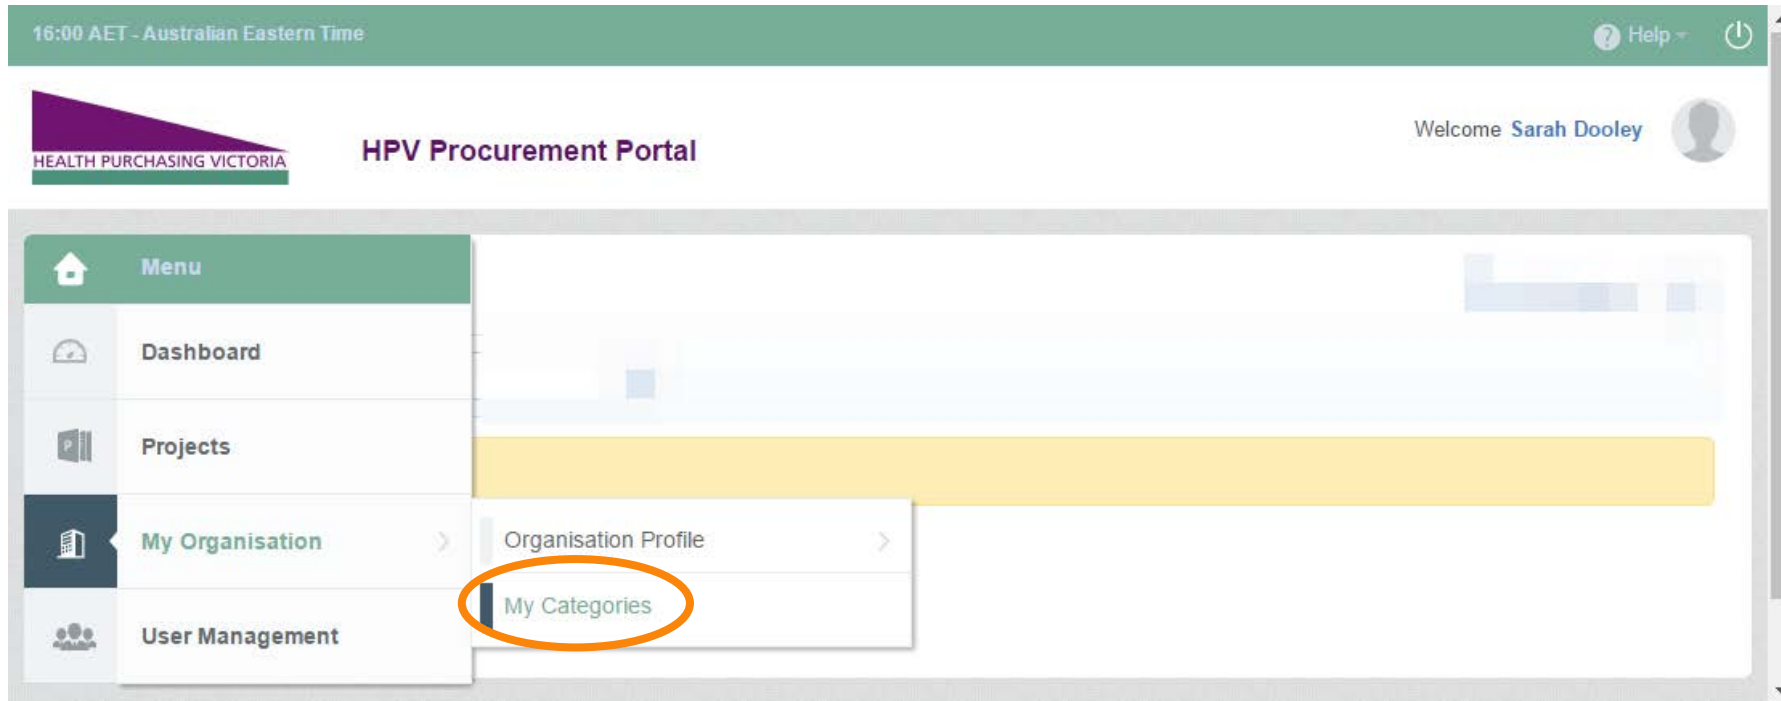 16:00 AET - Australian Eastern Time
Help
HEALTH PURCHASING VICTORIA
HPV Procurement Portal
Welcome Sarah Dooley
Menu
Dashboard
Projects
P
My Organisation
Organisation Profile
My Categories
User Management